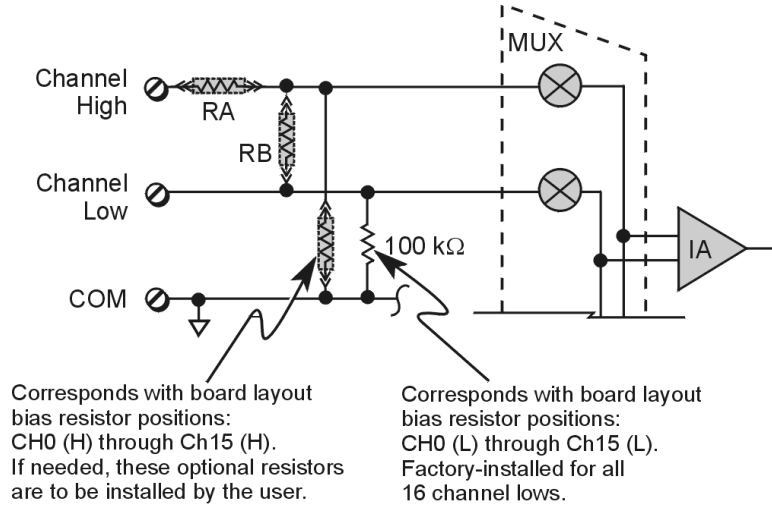 MUX
Channel
High
RA
RB
Channel
Low
100 kΩ
IA
COM
Corresponds with board layout
bias resistor positions:
CH0 (H) through Ch15 (H).
If needed, these optional resistors
are to be installed by the user.
Corresponds with board layout
bias resistor positions:
CH0 (L) through Ch15 (L).
Factory-installed for all
16 channel lows.